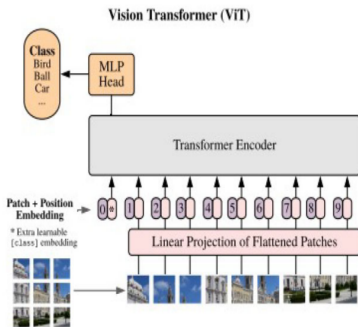 Vision Transformer (ViT)
Class
Bird
Ball
Car
...
MLP
Head
Transformer Encoder
Patch + Position
Embedding
* Extra learnable
[class] embedding
0 * 1 2 3 4 5 6 7 8 9
Linear Projection of Flattened Patches